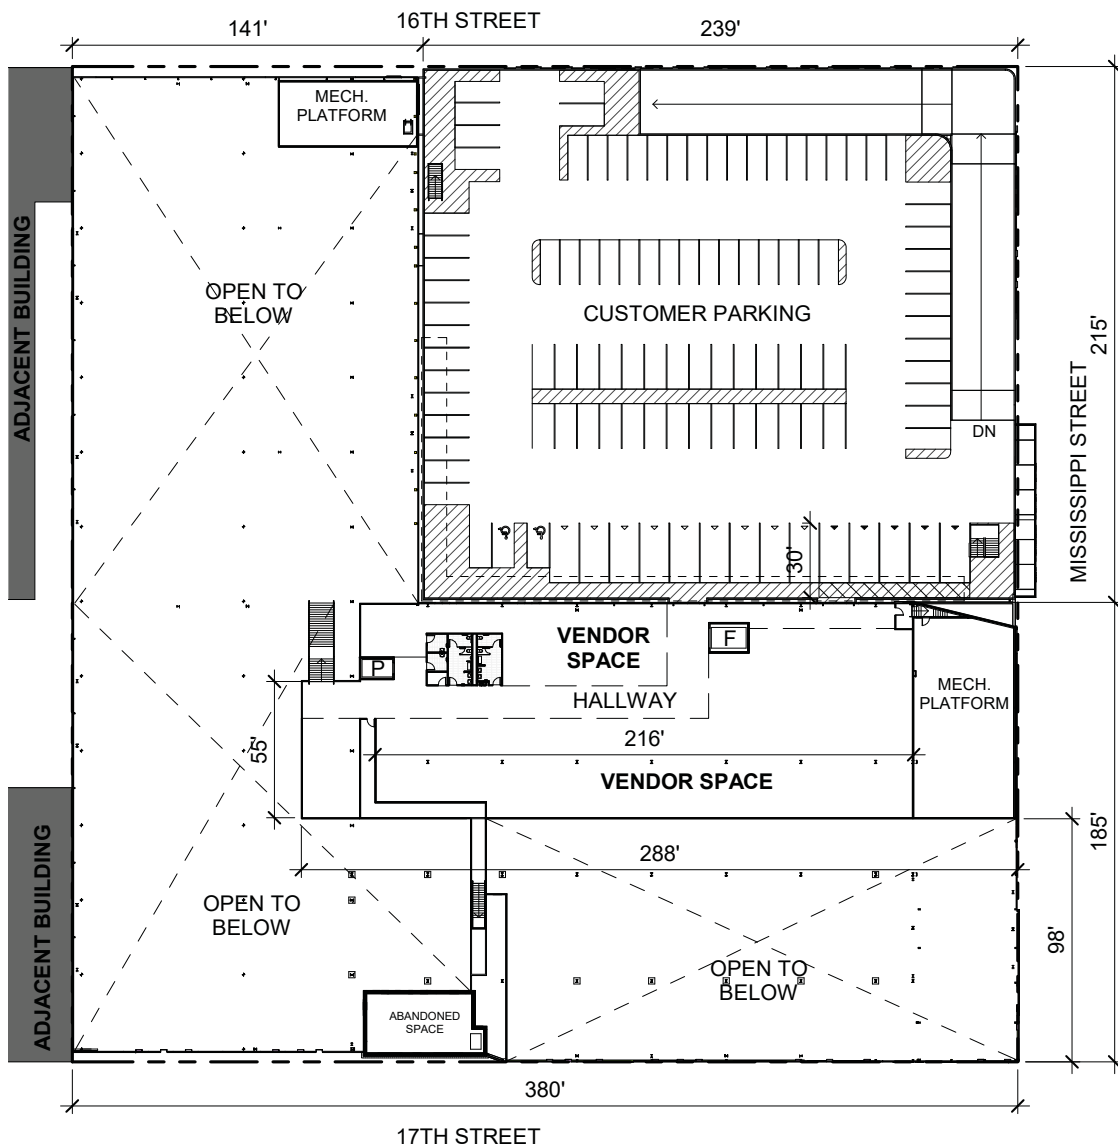 16TH STREET
141'
239'
MECH.
PLATFORM
ADJACENT BUILDING
OPEN TO
BELOW
CUSTOMER PARKING
215'
MISSISSIPPI STREET
DN
30'
VENDOR
SPACE
F
P
HALLWAY
MECH.
PLATFORM
55'
216'
VENDOR SPACE
185'
288'
ADJACENT BUILDING
OPEN TO
BELOW
98'
OPEN TO
BELOW
ABANDONED
SPACE
380'
17TH STREET